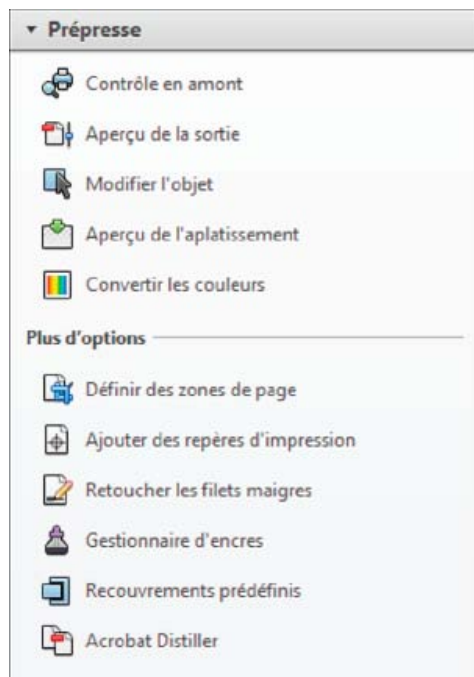 Prépresse
Contrôle en amont
Aperçu de la sortie
Modifier l'objet
Aperçu de l'aplatissement
Convertir les couleurs
Plus d'options
Définir des zones de page
Ajouter des repères d'impression
Retoucher les filets maigres
Gestionnaire d'encres
Recouvrements prédéfinis
Acrobat Distiller